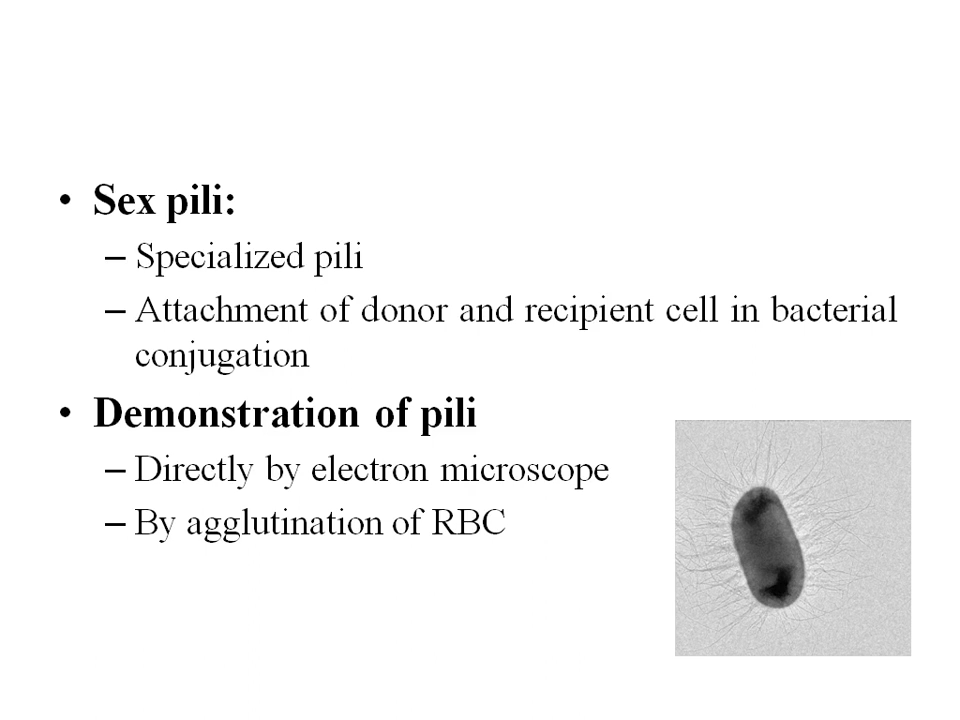 • Sex pili:
– Specialized pili
– Attachment of donor and recipient cell in bacterial
conjugation
• Demonstration of pili
– Directly by electron microscope
– By agglutination of RBC